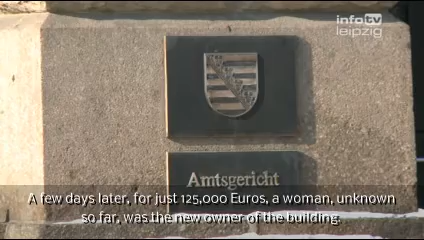 info tv
leipzig
Amtsgericht
A few days later, for just 125,000 Euros, a woman, unknown
so far, was the new owner of the building.